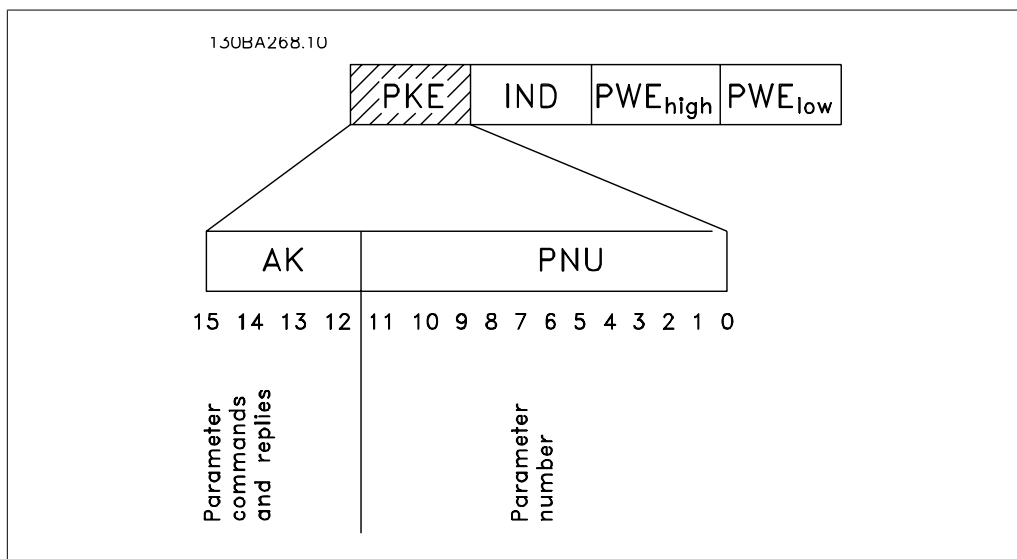 130BA268.10
PKE IND PWEhigh PWElow
AK PNU
15 14 13 12 11 10 9 8 7 6 5 4 3 2 1 0
Parameter
commands
and replies
Parameter
number